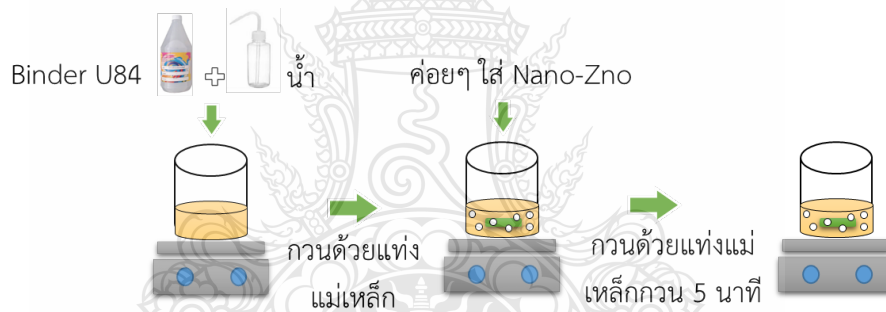 Binder U84
น้ำ
ค่อยๆ ใส่ Nano-Zno
กวนด้วยแท่ง
แม่เหล็ก
กวนด้วยแท่งแม่
เหล็กกวน 5 นาที